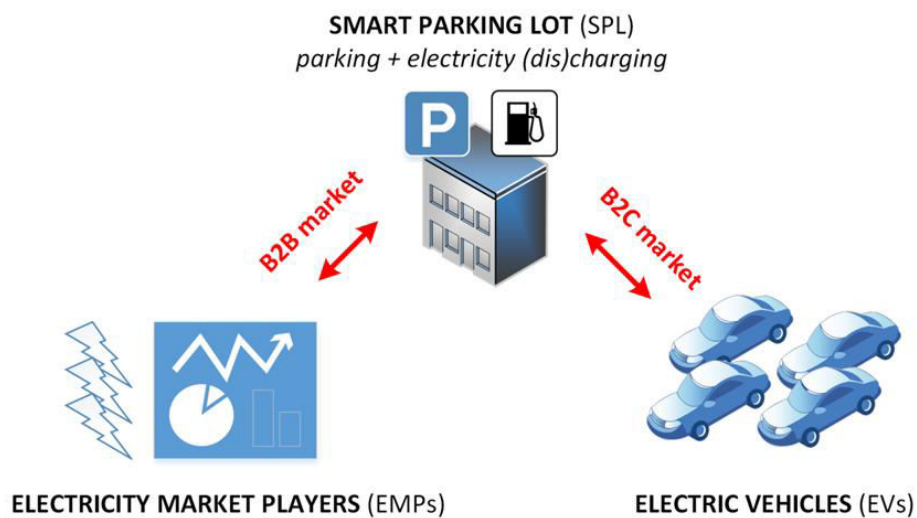 SMART PARKING LOT (SPL)
parking + electricity (dis)charging
P
B2B market
B2C market
ELECTRICITY MARKET PLAYERS (EMPs)
ELECTRIC VEHICLES (EVs)